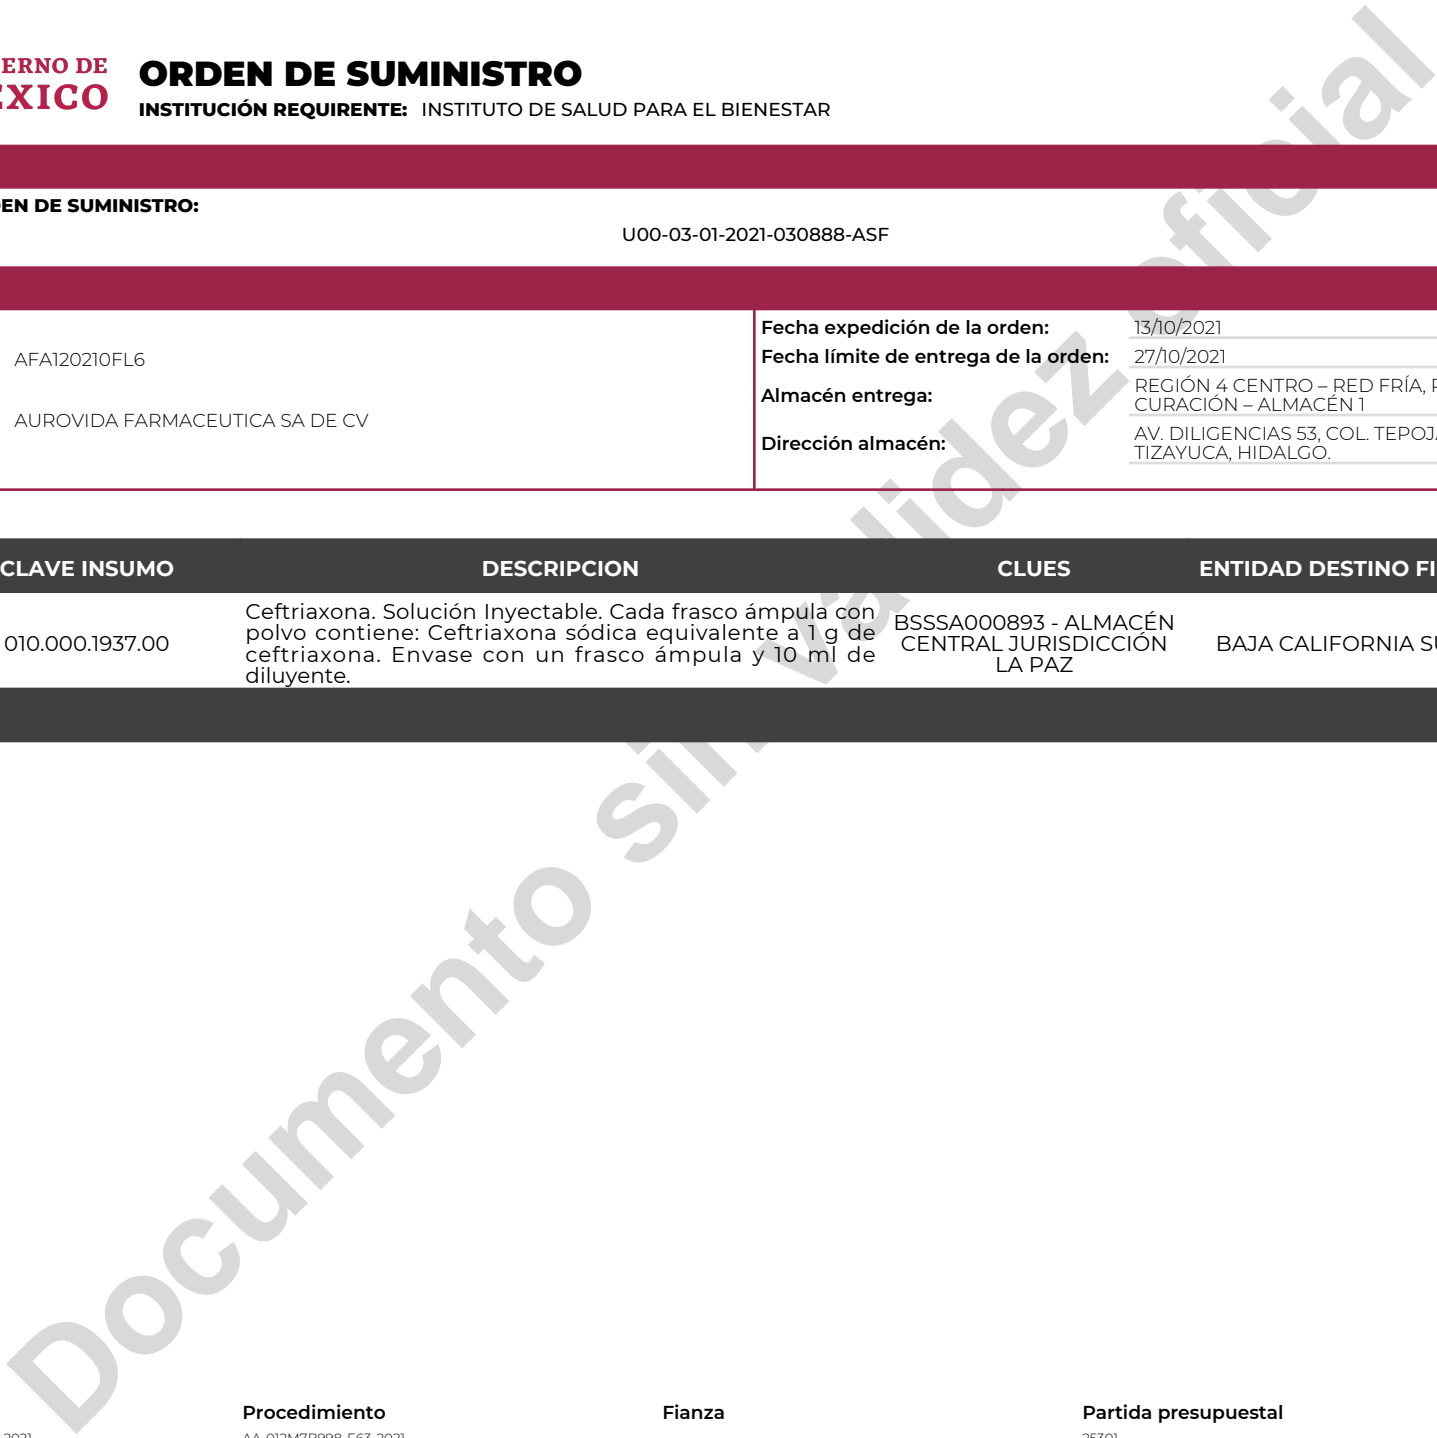 ORDEN DE SUMINISTRO
INSTITUCIÓN REQUIRENTE: INSTITUTO DE SALUD PARA EL BIENESTAR
DE SUMINISTRO:
U00-03-01-2021-030888-ASF
AFA120210FL6
AUROVIDA FARMACEUTICA SA DE CV
Fecha expedición de la orden: 13/10/2021
Fecha límite de entrega de la orden: 27/10/2021
Almacén entrega: REGIÓN 4 CENTRO – RED FRÍA,
CURACIÓN – ALMACÉN 1
Dirección almacén: AV. DILIGENCIAS 53, COL.
TIZAYUCA, HIDALGO.
CLAVE INSUMO DESCRIPCION CLUES ENTIDAD DESTINO
010.000.1937.00
Ceftriaxona. Solución Inyectable. Cada frasco ámpula con
polvo contiene: Ceftriaxona sódica equivalente a 1 g de
ceftriaxona. Envase con un frasco ámpula y 10 ml de
diluyente.
BSSSA000893 - ALMACÉN
CENTRAL JURISDICCIÓN
LA PAZ
BAJA CALIFORNIA
Documento sin validez oficial
Procedimiento Fianza Partida presupuestal